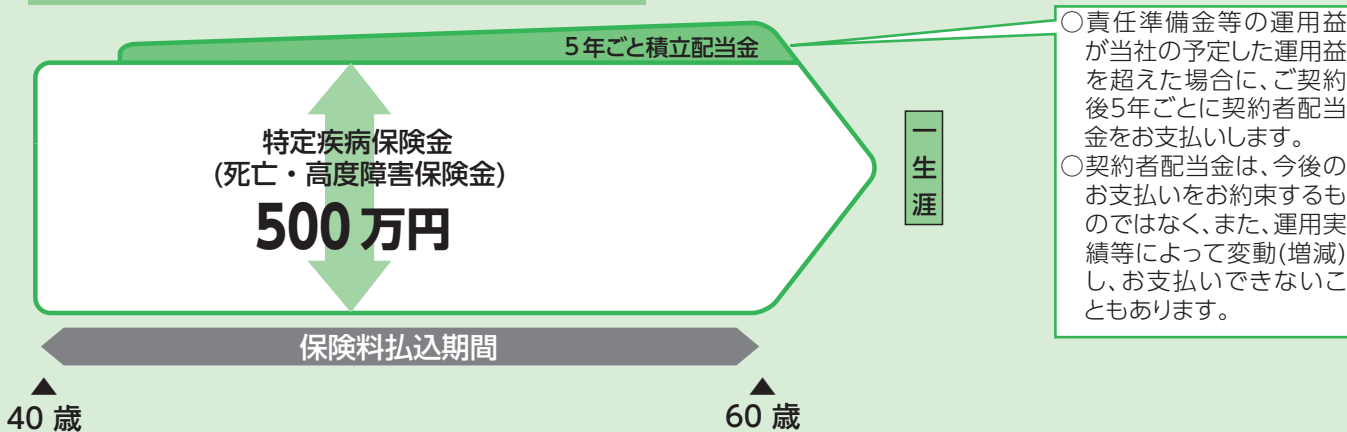 5年ごと積立配当金
特定疾病保険金
(死亡・高度障害保険金)
500万円
一生涯
保険料払込期間
40 歳
60 歳
○責任準備金等の運用益
が当社の予定した運用益
を超えた場合に、ご契約
後5年ごとに契約者配当
金をお支払いします。
○契約者配当金は、今後の
お支払いをお約束するも
のではなく、また、運用実
績等によって変動(増減)
し、お支払いできないこ
ともあります。